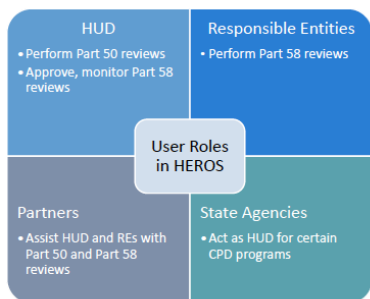 HUD
• Perform Part 50 reviews
• Approve, monitor Part 58
reviews
Responsible Entities
• Perform Part 58 reviews
User Roles
in HEROS
Partners
• Assist HUD and REs with
Part 50 and Part 58
reviews
State Agencies
• Act as HUD for certain
CPD programs